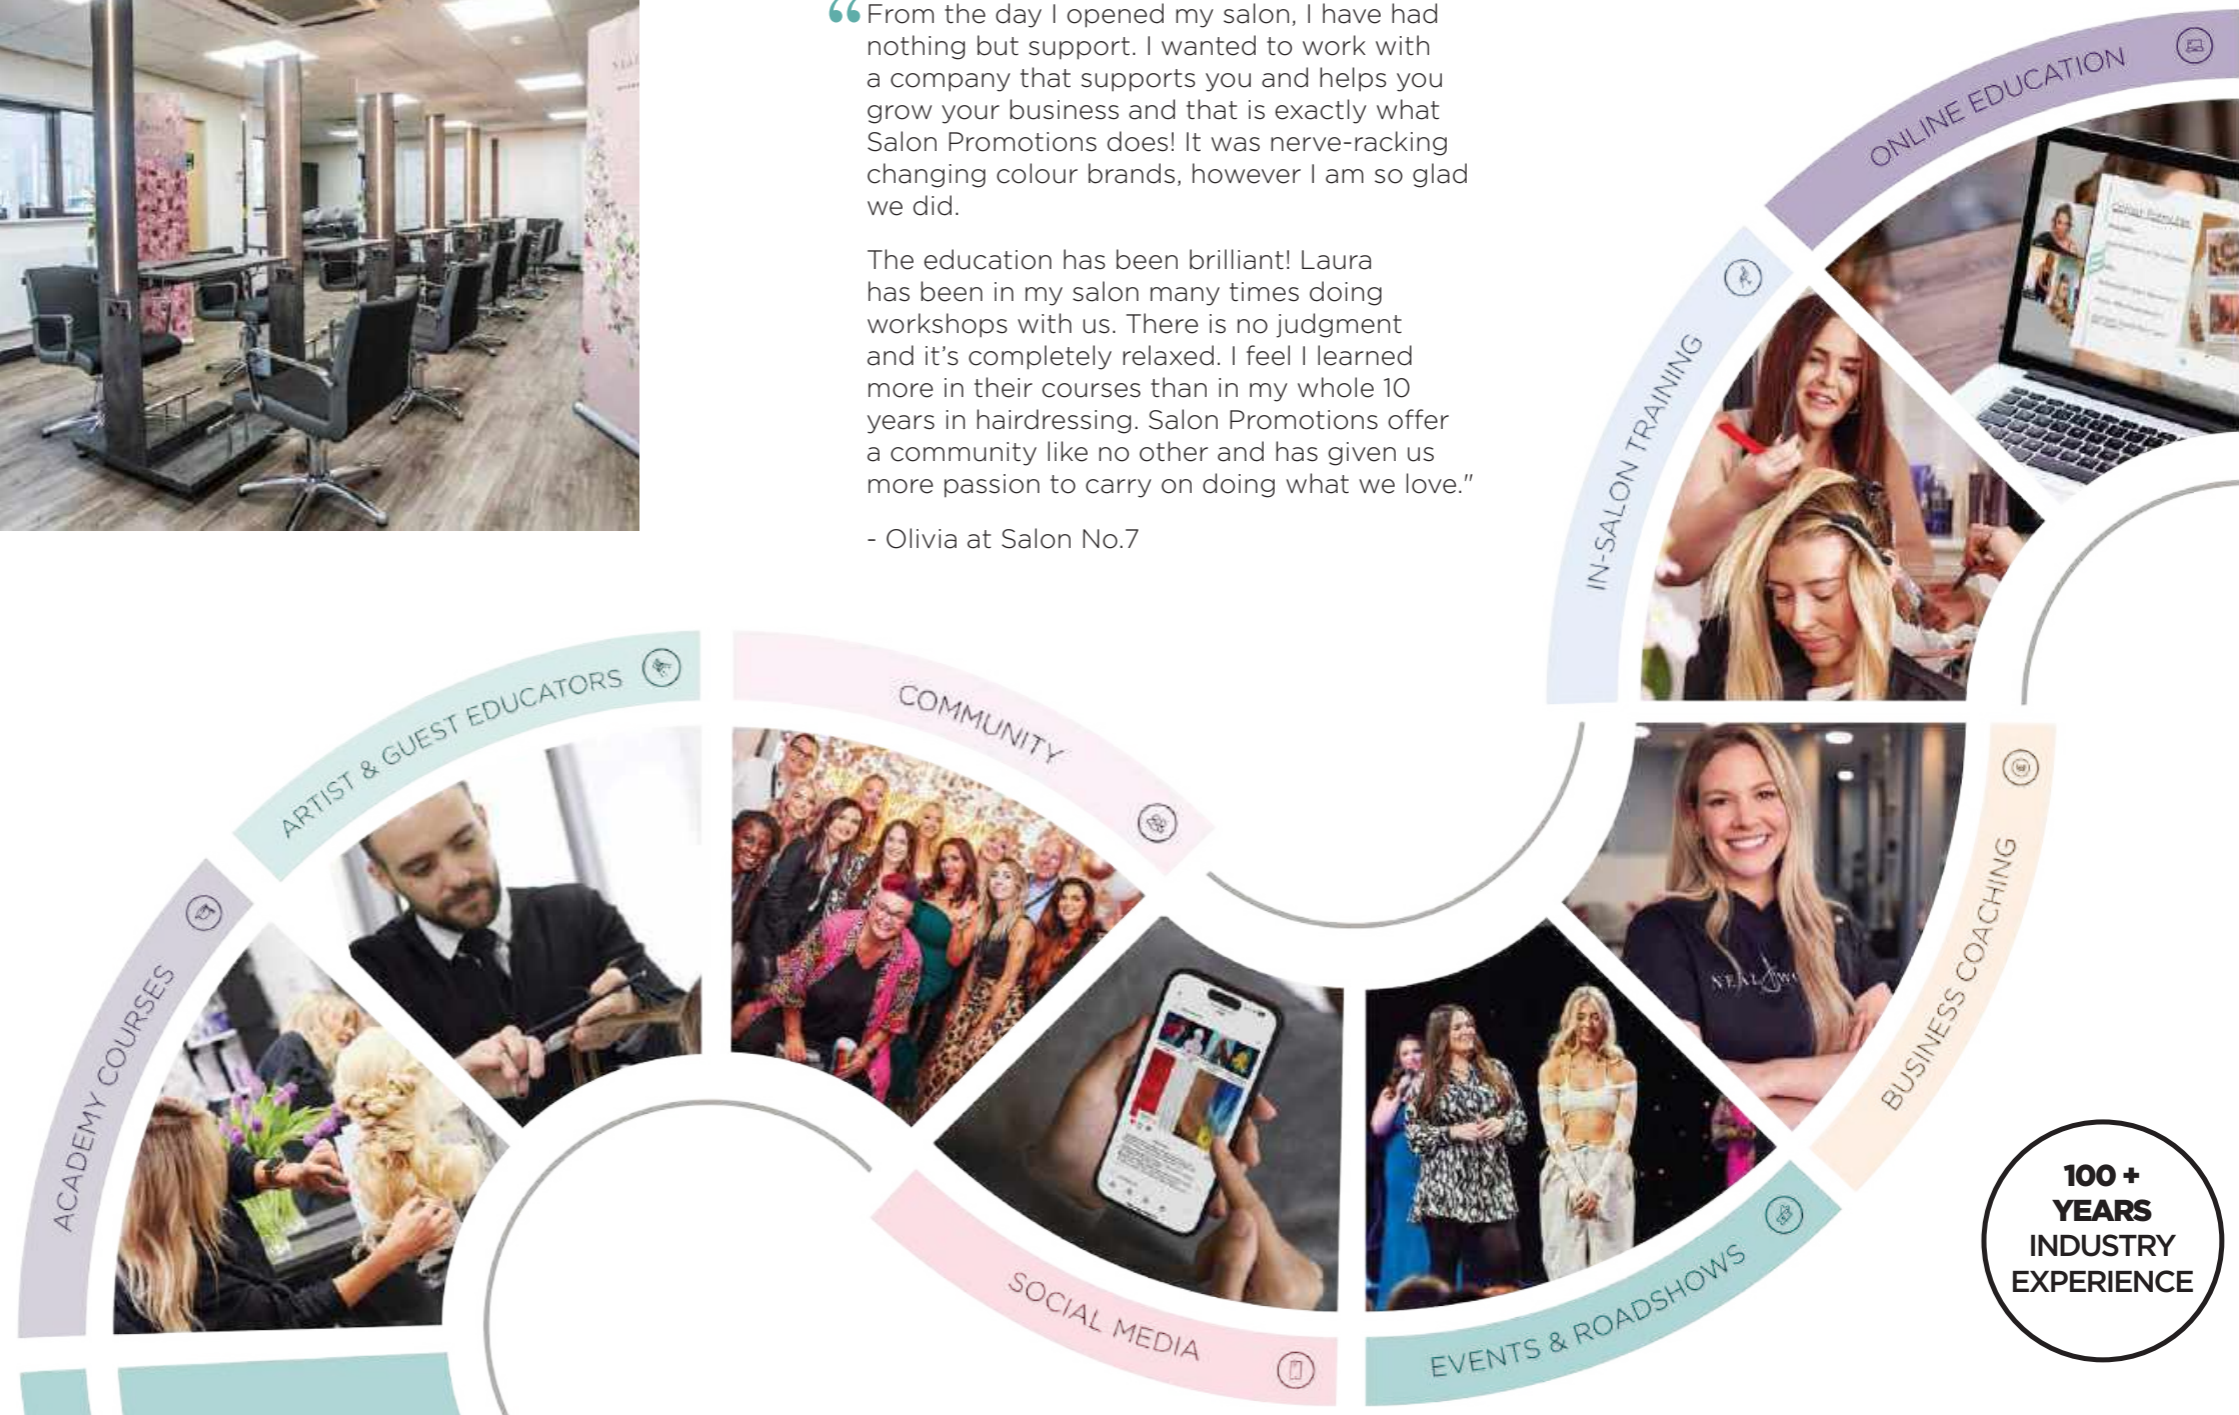 “From the day I opened my salon, I have had
nothing but support. I wanted to work with
a company that supports you and helps you
grow your business and that is exactly what
Salon Promotions does! It was nerve-racking
changing colour brands, however I am so glad
we did.
The education has been brilliant! Laura
has been in my salon many times doing
workshops with us. There is no judgment
and it’s completely relaxed. I feel I learned
more in their courses than in my whole 10
years in hairdressing. Salon Promotions offer
a community like no other and has given us
more passion to carry on doing what we love."
- Olivia at Salon No.7
ONLINE EDUCATION
IN-SALON TRAINING
ARTIST & GUEST EDUCATORS
COMMUNITY
BUSINESS COACHING
ACADEMY COURSES
SOCIAL MEDIA
EVENTS & ROADSHOWS
100 +
YEARS
INDUSTRY
EXPERIENCE